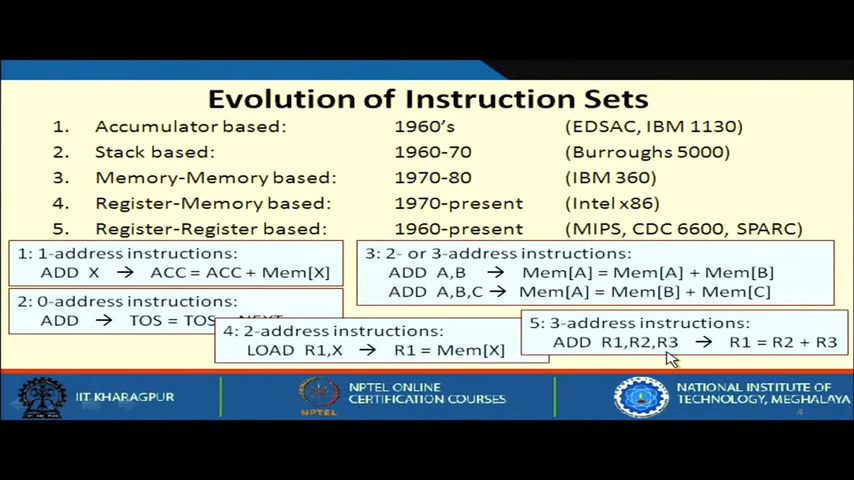 Evolution of Instruction Sets
1. Accumulator based: 1960's (EDSAC, IBM 1130)
2. Stack based: 1960-70 (Burroughs 5000)
3. Memory-Memory based: 1970-80 (IBM 360)
4. Register-Memory based: 1970-present (Intel x86)
5. Register-Register based: 1960-present (MIPS, CDC 6600, SPARC)
1: 1-address instructions:
ADD X → ACC = ACC + Mem[X]
2: 0-address instructions:
ADD → TOS = TOS
3: 2- or 3-address instructions:
ADD A,B → Mem[A] = Mem[A] + Mem[B]
ADD A,B,C → Mem[A] = Mem[B] + Mem[C]
4: 2-address instructions:
LOAD R1,X → R1 = Mem[X]
5: 3-address instructions:
ADD R1,R2,R3 → R1 = R2 + R3
IIT KHARAGPUR
NPTEL
NPTEL ONLINE
CERTIFICATION COURSES
NATIONAL INSTITUTE OF
TECHNOLOGY, MEGHALAYA
4